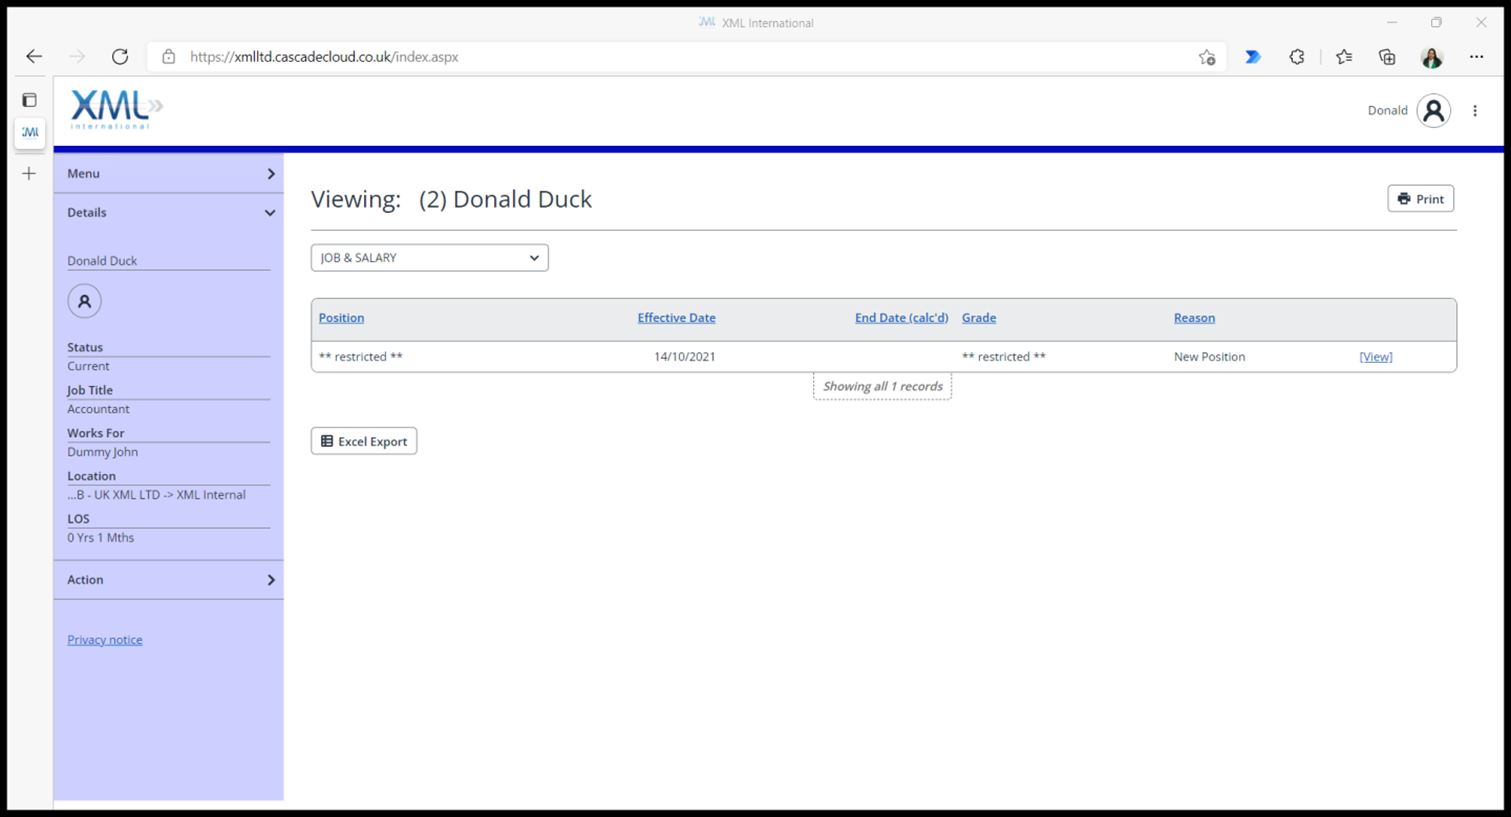 XML International
https://xmlltd.cascadecloud.co.uk/index.aspx
XML
international
Donald
Menu
Details
Donald Duck
Status
Current
Job Title
Accountant
Works For
Dummy John
Location
...B - UK XML LTD -> XML Internal
LOS
0 Yrs 1 Mths
Action
Privacy notice
Viewing: (2) Donald Duck
Print
JOB & SALARY
Position Effective Date End Date (calc'd) Grade Reason
** restricted ** 14/10/2021 ** restricted ** New Position [View]
Showing all 1 records
Excel Export